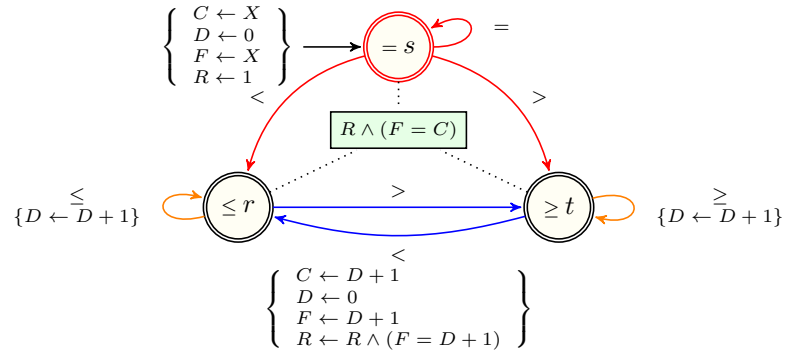 C ← X
D ← 0
F ← X
R ← 1
= s
=
<
>
R ∧ (F = C)
≤
{D ← D + 1}
≤ r
>
≥ t
≥
{D ← D + 1}
<
C ← D + 1
D ← 0
F ← D + 1
R ← R ∧ (F = D + 1)